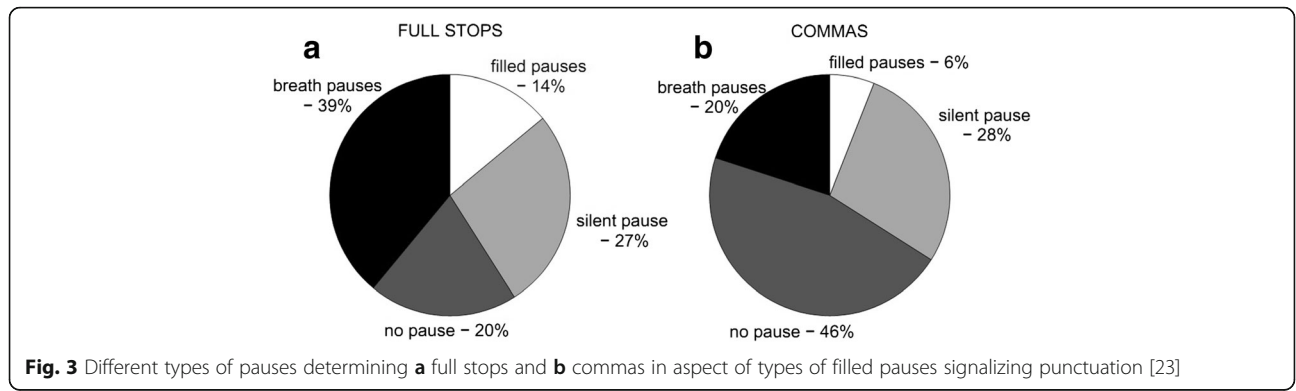 a
FULL STOPS
breath pauses
− 39%
filled pauses
− 14%
silent pause
− 27%
no pause − 20%
b
COMMAS
filled pauses − 6%
breath pauses
− 20%
silent pause
− 28%
no pause − 46%
Fig. 3 Different types of pauses determining a full stops and b commas in aspect of types of filled pauses signalizing punctuation [23]